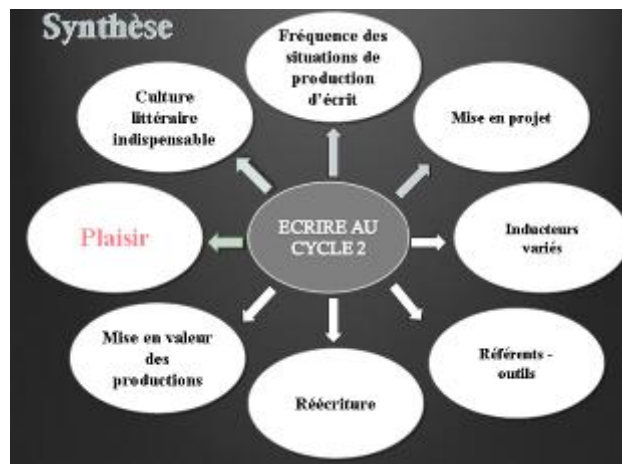 Synthèse
Fréquence des
situations de
production
d'écrit
Culture
littéraire
indispensable
Mise en projet
Plaisir
ECRIRE AU
CYCLE 2
Inducteurs
variés
Mise en valeur
des
productions
Référents -
outils
Réécriture